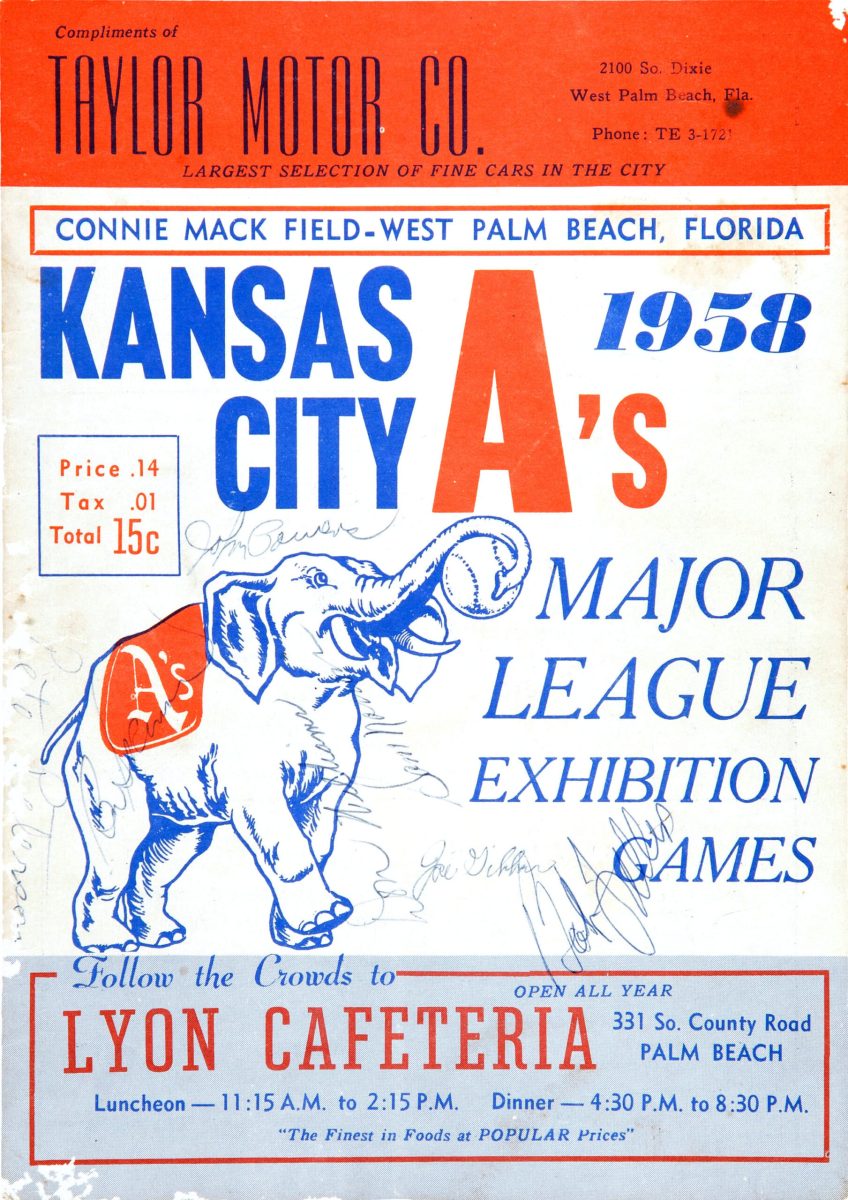 Compliments of
TAYLOR MOTOR CO.
2100 So. Dixie
West Palm Beach, Fla.
Phone: TE 3-1721
LARGEST SELECTION OF FINE CARS IN THE CITY
CONNIE MACK FIELD-WEST PALM BEACH, FLORIDA
KANSAS
CITY
A's
1958
Price .14
Tax .01
Total 15c
A's
MAJOR
LEAGUE
EXHIBITION
GAMES
Follow the Crowds to
OPEN ALL YEAR
LYON CAFETERIA
331 So. County Road
PALM BEACH
Luncheon — 11:15 A.M. to 2:15 P.M. Dinner — 4:30 P.M. to 8:30 P.M.
"The Finest in Foods at POPULAR Prices"